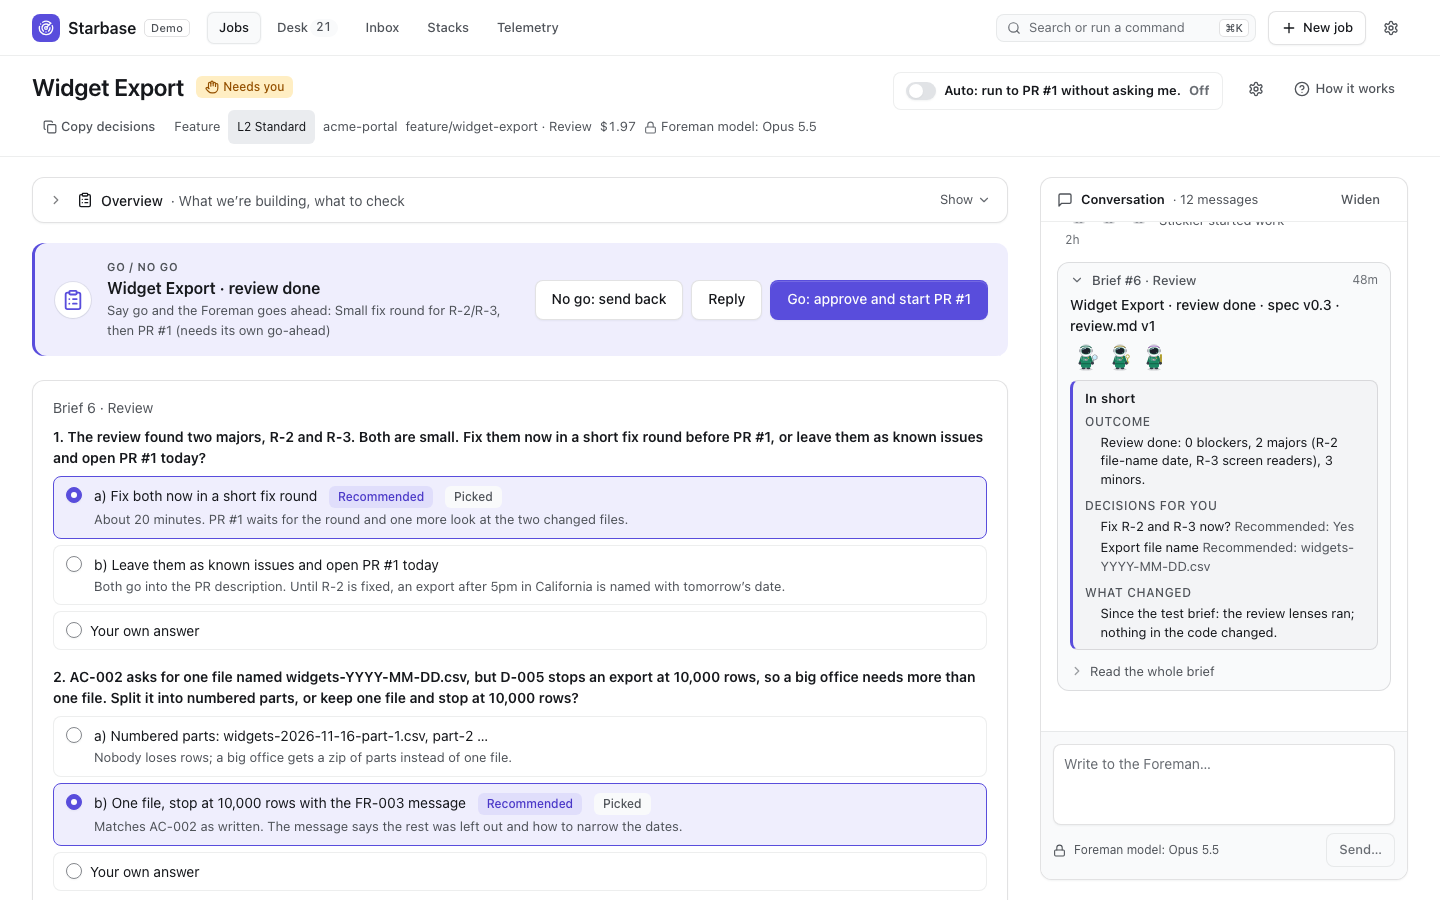 Starbase Demo Jobs Desk 21 Inbox Stacks Telemetry Search or run a command ⌘K New job
Widget Export Needs you
Auto: run to PR #1 without asking me. Off How it works
Copy decisions Feature L2 Standard acme-portal feature/widget-export · Review $1.97 Foreman model: Opus 5.5
Overview · What we're building, what to check Show
GO / NO GO
Widget Export · review done
Say go and the Foreman goes ahead: Small fix round for R-2/R-3,
then PR #1 (needs its own go-ahead)
No go: send back Reply Go: approve and start PR #1
Brief 6 · Review
1. The review found two majors, R-2 and R-3. Both are small. Fix them now in a short fix round before PR #1, or leave them as known issues
and open PR #1 today?
a) Fix both now in a short fix round Recommended Picked
About 20 minutes. PR #1 waits for the round and one more look at the two changed files.
b) Leave them as known issues and open PR #1 today
Both go into the PR description. Until R-2 is fixed, an export after 5pm in California is named with tomorrow's date.
Your own answer
2. AC-002 asks for one file named widgets-YYYY-MM-DD.csv, but D-005 stops an export at 10,000 rows, so a big office needs more than
one file. Split it into numbered parts, or keep one file and stop at 10,000 rows?
a) Numbered parts: widgets-2026-11-16-part-1.csv, part-2 ...
Nobody loses rows; a big office gets a zip of parts instead of one file.
b) One file, stop at 10,000 rows with the FR-003 message Recommended Picked
Matches AC-002 as written. The message says the rest was left out and how to narrow the dates.
Your own answer
Conversation · 12 messages Widen
Stickler started work
2h
Brief #6 · Review 48m
Widget Export · review done · spec v0.3 ·
review.md v1
In short
OUTCOME
Review done: 0 blockers, 2 majors (R-2
file-name date, R-3 screen readers), 3
minors.
DECISIONS FOR YOU
Fix R-2 and R-3 now? Recommended: Yes
Export file name Recommended: widgets-
YYYY-MM-DD.csv
WHAT CHANGED
Since the test brief: the review lenses ran;
nothing in the code changed.
Read the whole brief
Write to the Foreman...
Foreman model: Opus 5.5 Send...